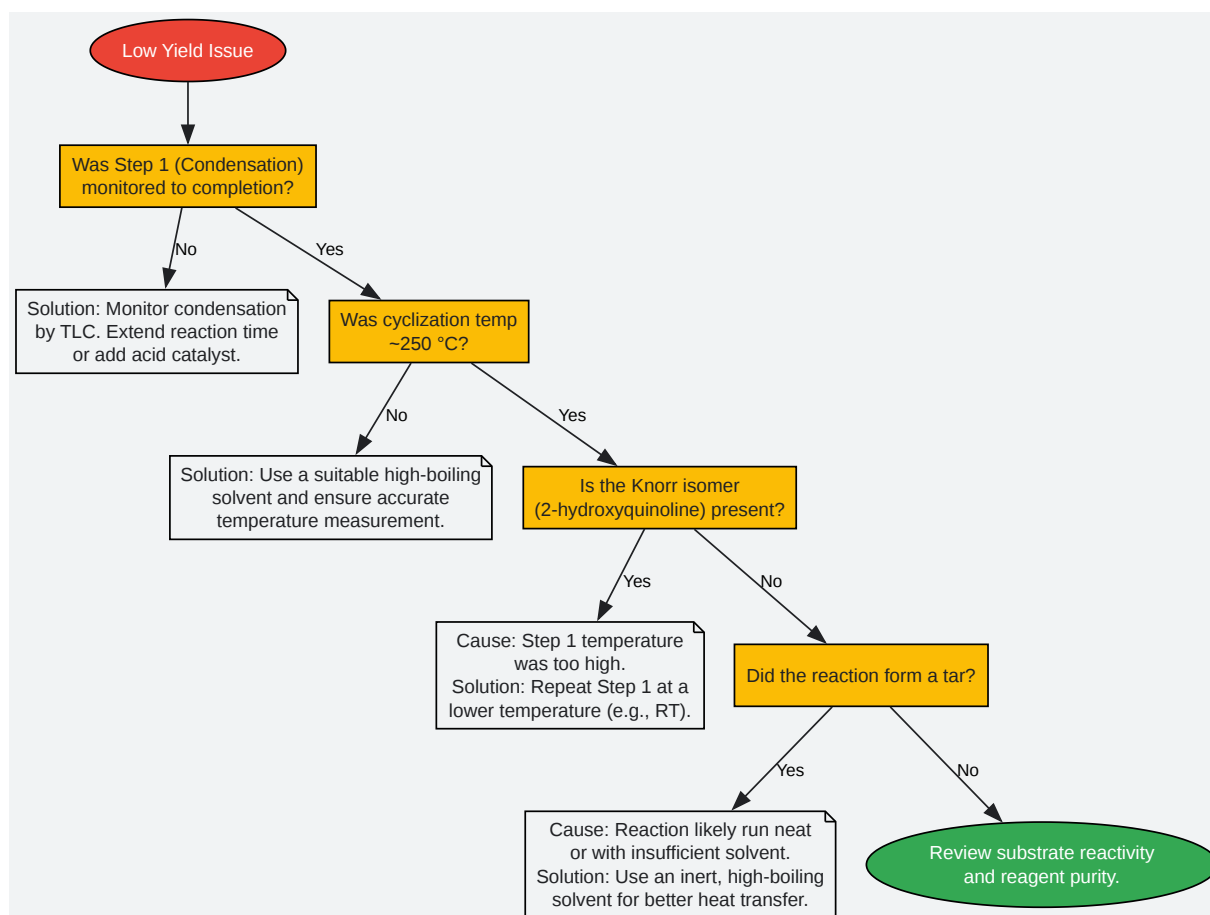 Low Yield Issue
Was Step 1 (Condensation)
monitored to completion?
No
Yes
Solution: Monitor condensation
by TLC. Extend reaction time
or add acid catalyst.
Was cyclization temp
~250 °C?
No
Yes
Solution: Use a suitable high-boiling
solvent and ensure accurate
temperature measurement.
Is the Knorr isomer
(2-hydroxyquinoline) present?
Yes
No
Cause: Step 1 temperature
was too high.
Solution: Repeat Step 1 at a
lower temperature (e.g., RT).
Did the reaction form a tar?
Yes
No
Cause: Reaction likely run neat
or with insufficient solvent.
Solution: Use an inert, high-boiling
solvent for better heat transfer.
Review substrate reactivity
and reagent purity.